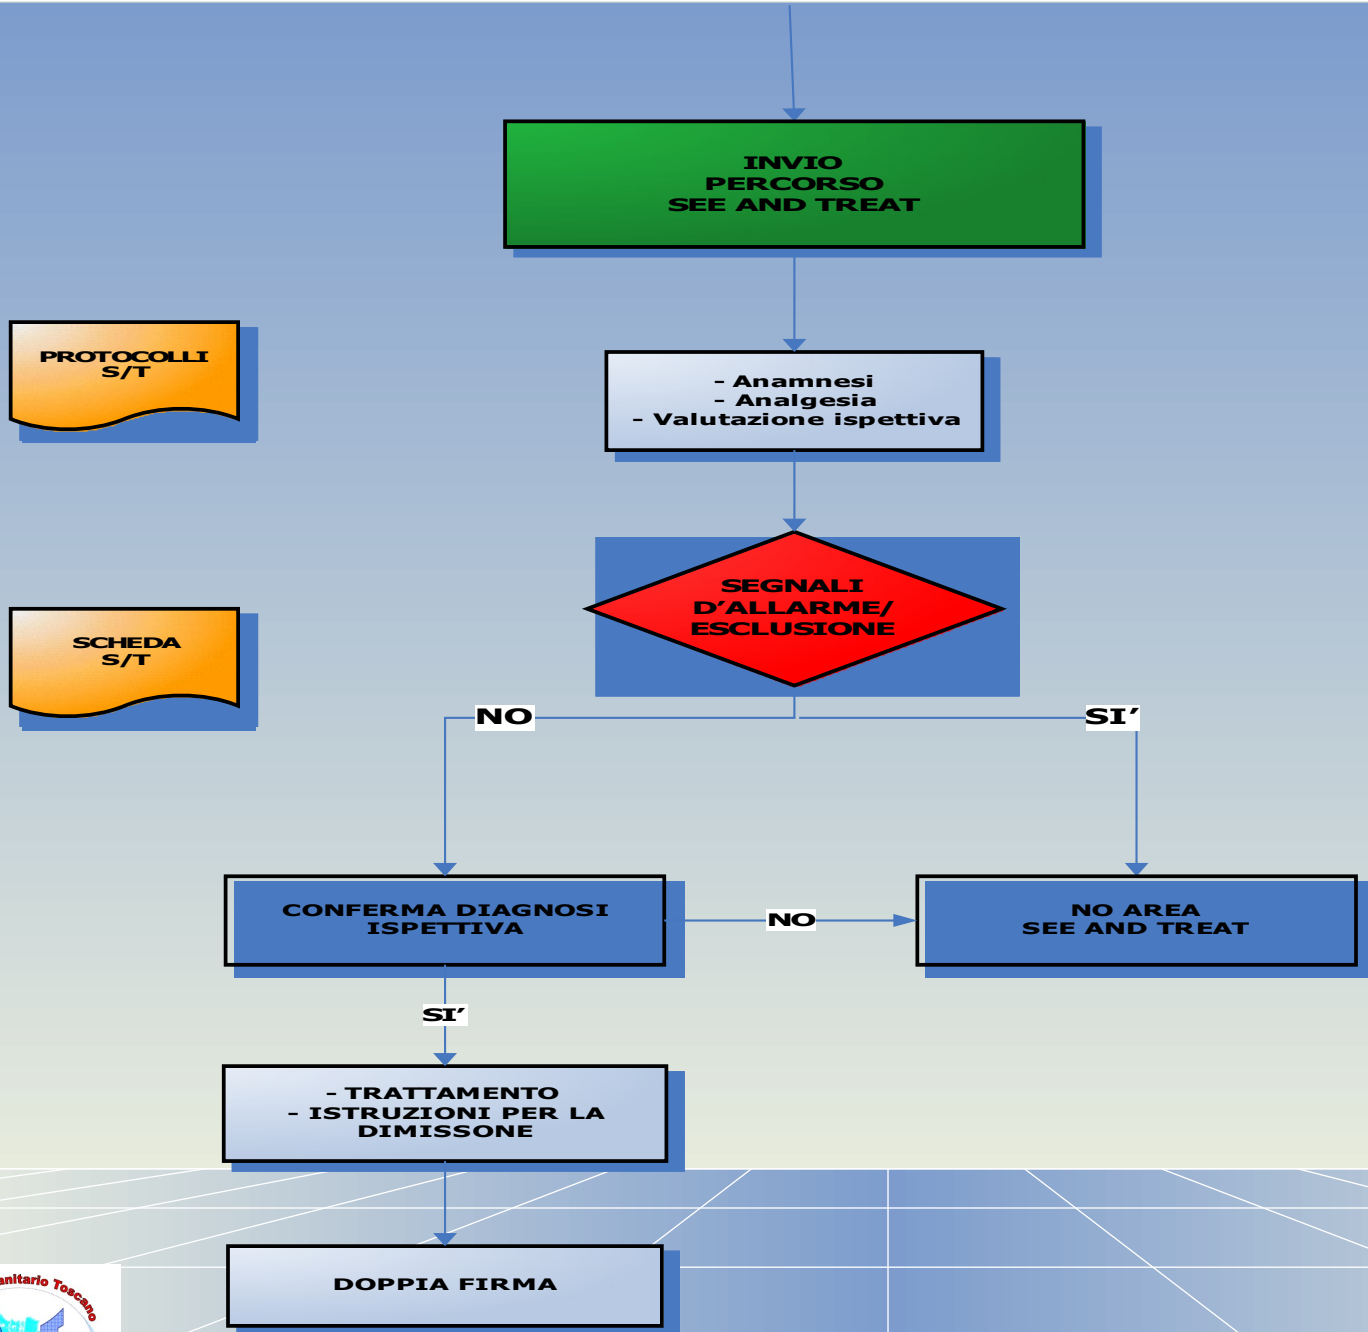 INVIO
PERCORSO
SEE AND TREAT
PROTOCOLLI
S/T
- Anamnesi
- Analgesia
- Valutazione ispettiva
SEGNALI
D’ALLARME/
ESCLUSIONE
SCHEDA
S/T
NO
SI’
CONFERMA DIAGNOSI
ISPETTIVA
NO
NO AREA
SEE AND TREAT
SI’
- TRATTAMENTO
- ISTRUZIONI PER LA
DIMISSONE
DOPPIA FIRMA
Toscano